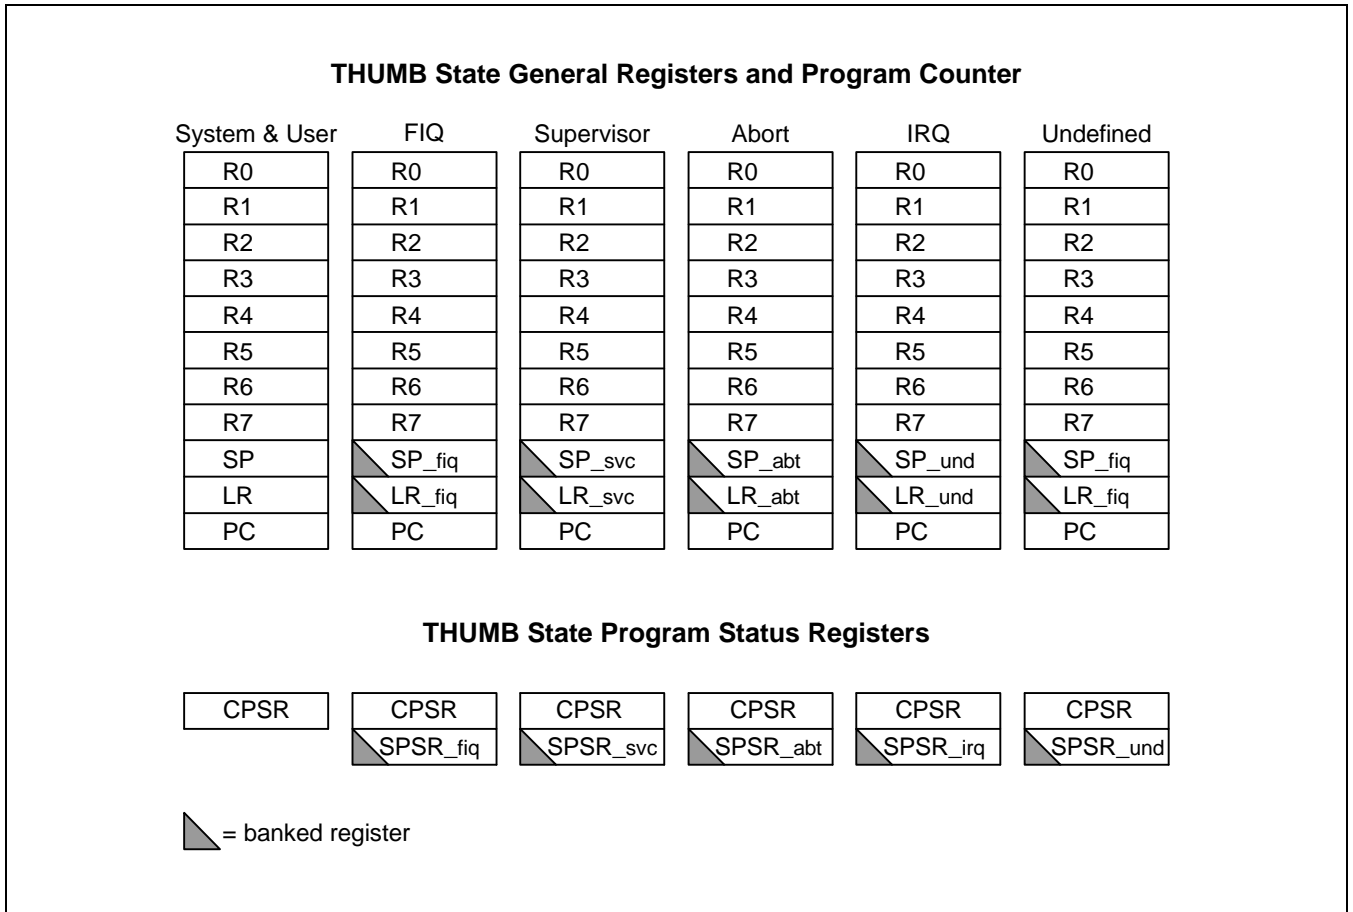 THUMB State General Registers and Program Counter
System & User FIQ Supervisor Abort IRQ Undefined
R0 R0 R0 R0 R0 R0
R1 R1 R1 R1 R1 R1
R2 R2 R2 R2 R2 R2
R3 R3 R3 R3 R3 R3
R4 R4 R4 R4 R4 R4
R5 R5 R5 R5 R5 R5
R6 R6 R6 R6 R6 R6
R7 R7 R7 R7 R7 R7
SP SP_fiq SP_svc SP_abt SP_und SP_fiq
LR LR_fiq LR_svc LR_abt LR_und LR_fiq
PC PC PC PC PC PC
THUMB State Program Status Registers
CPSR CPSR CPSR CPSR CPSR CPSR
SPSR_fiq SPSR_svc SPSR_abt SPSR_irq SPSR_und
= banked register